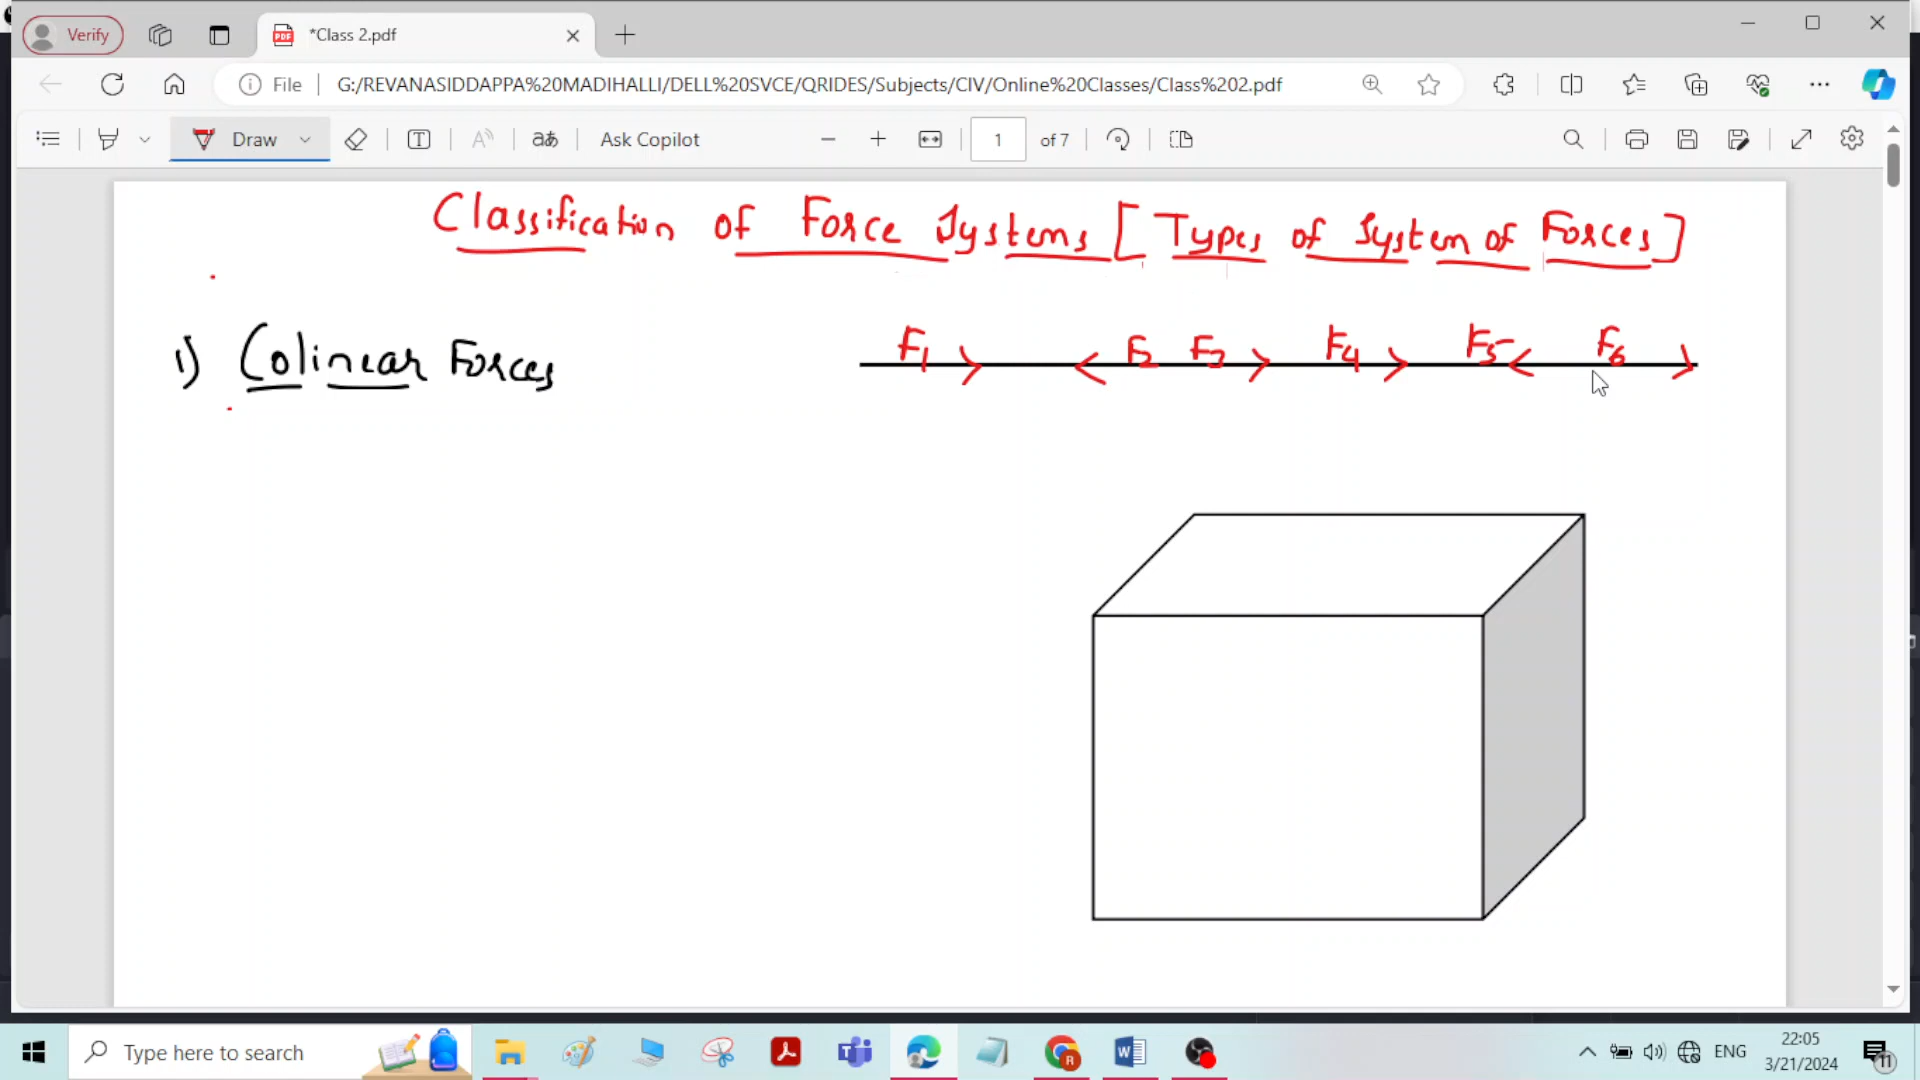 Verify
*Class 2.pdf
File
G:/REVANASIDDAPPA%20MADIHALLI/DELL%20SVCE/QRIDES/Subjects/CIV/Online%20Classes/Class%202.pdf
Draw
Ask Copilot
1 of 7
Classification of Force Systems [Types of System of Forces]
1) Colinear Forces
F1 F2 F3 F4 F5 F6
Type here to search
ENG
22:05
3/21/2024
11